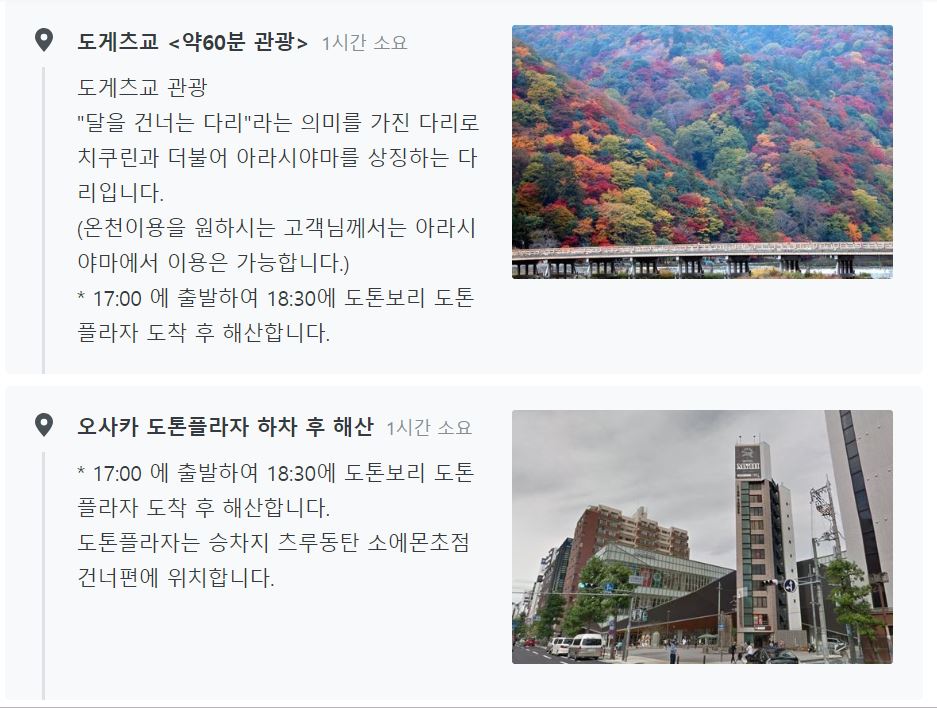 도게츠교 <약60분 관광> 1시간 소요
도게츠교 관광
"달을 건너는 다리"라는 의미를 가진 다리로
치쿠린과 더불어 아라시야마를 상징하는 다
리입니다.
(온천이용을 원하시는 고객님께서는 아라시
야마에서 이용은 가능합니다.)
* 17:00 에 출발하여 18:30에 도톤보리 도톤
플라자 도착 후 해산합니다.
오사카 도톤플라자 하차 후 해산 1시간 소요
* 17:00 에 출발하여 18:30에 도톤보리 도톤
플라자 도착 후 해산합니다.
도톤플라자는 승차지 츠루동탄 소에몬초점
건너편에 위치합니다.